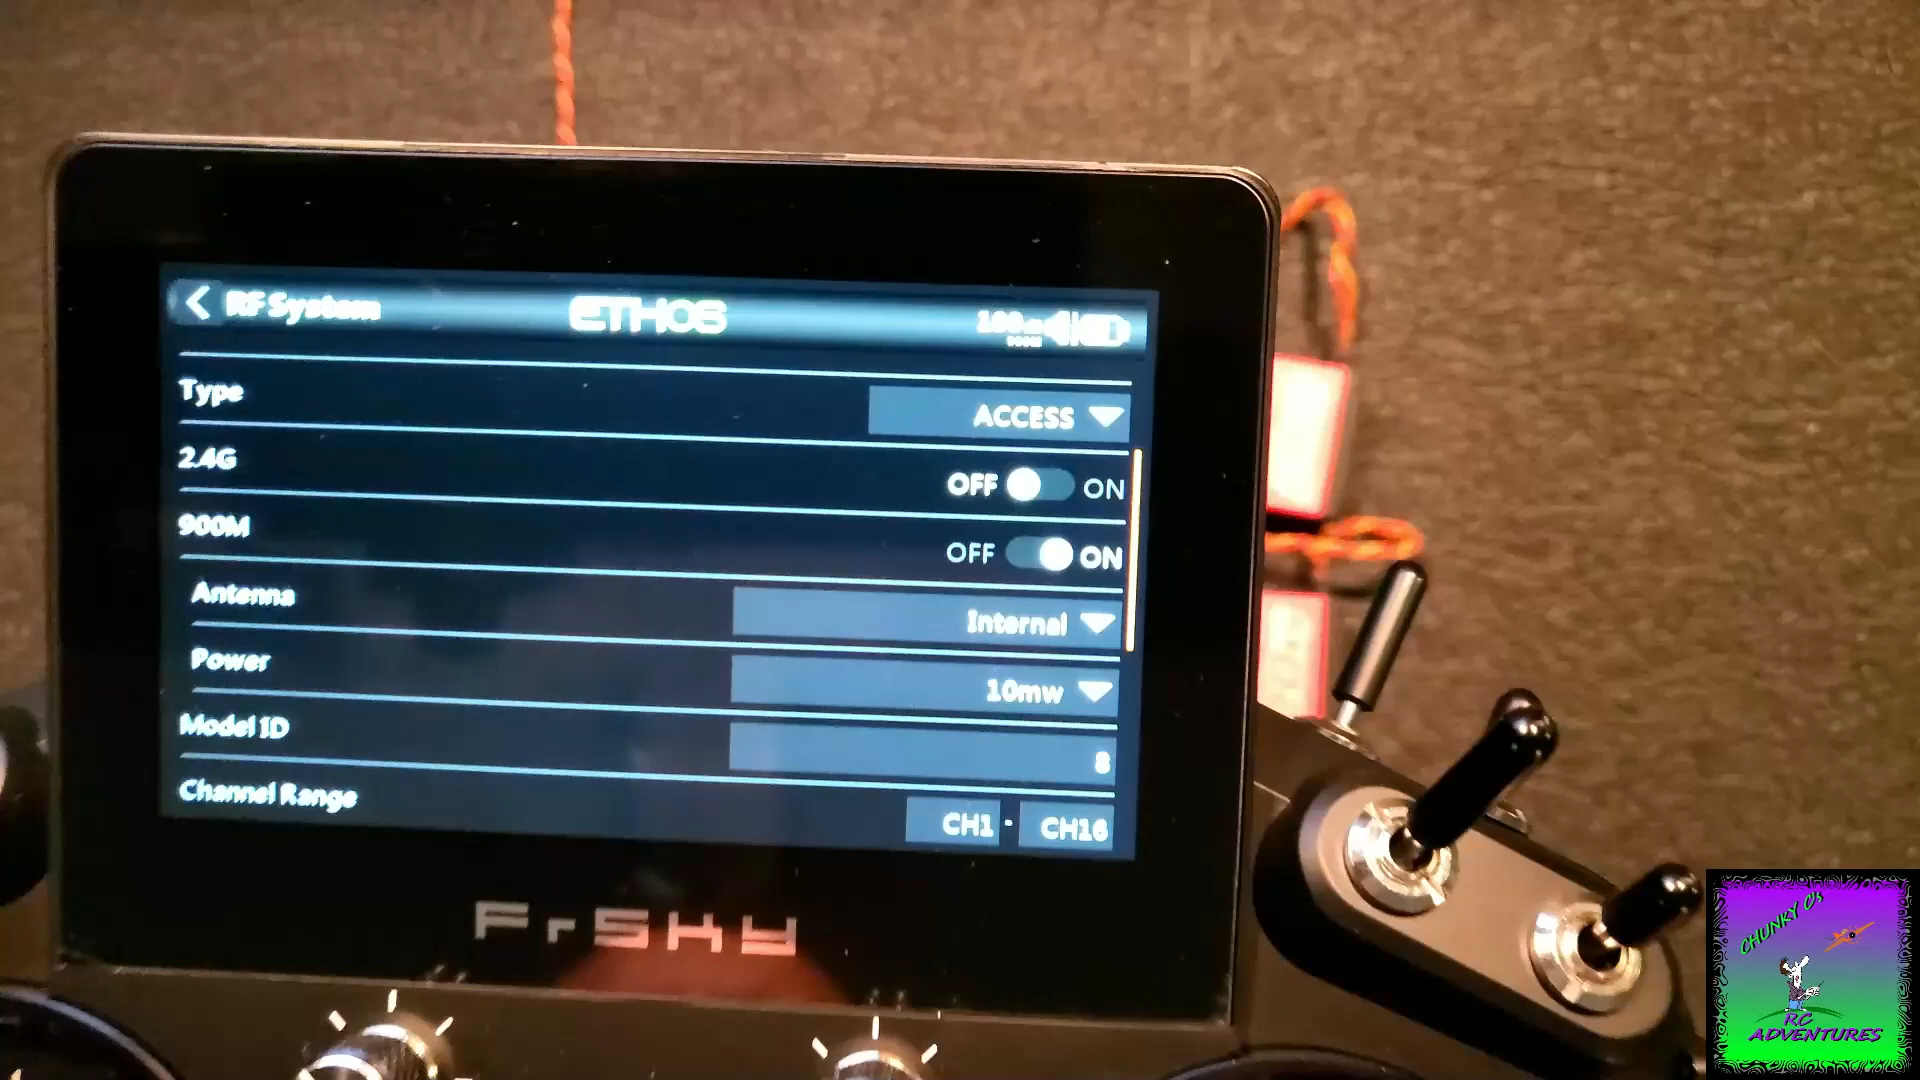 RF System
ETHOS
Type
ACCESS
2.4G
OFF ON
900M
OFF ON
Antenna
Internal
Power
10mw
Model ID
8
Channel Range
CH1 - CH16
FrSky
CHUNKY O's
RC
ADVENTURES